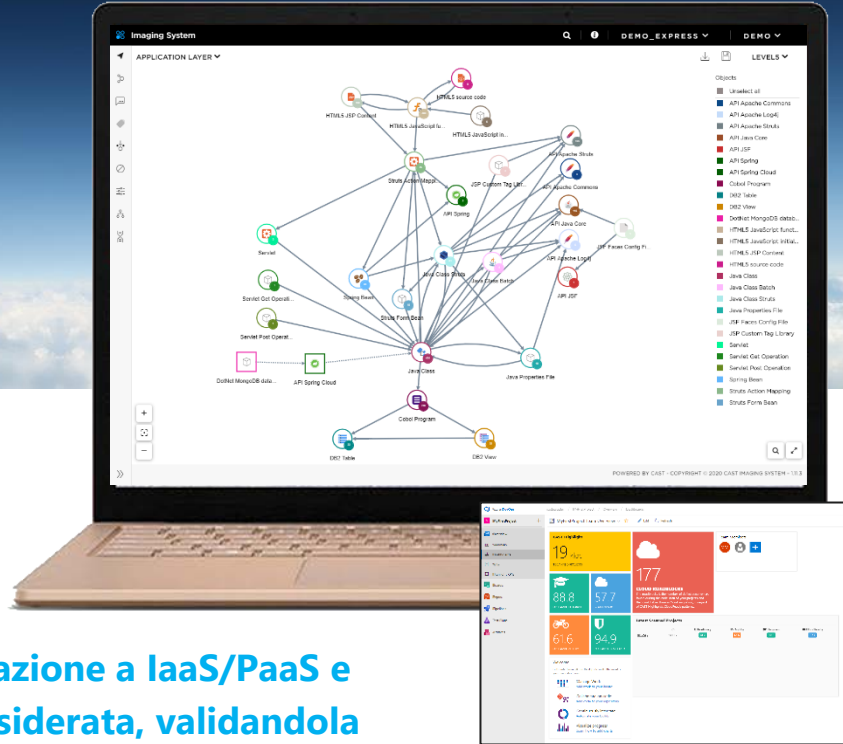 Imaging System
DEMO_EXPRESS
DEMO
APPLICATION LAYER
LEVELS
Objects
Unselect all
API Apache Commons
API Apache Log4j
API Apache Struts
API Java Core
API JSF
API Spring
API Spring Cloud
Cobol Program
DB2 Table
DB2 View
DotNet MongoDB datab...
HTML5 JavaScript funct...
HTML5 JavaScript initial...
HTML5 JSP Content
HTML5 source code
Java Class
Java Class Batch
Java Class Struts
Java Properties File
JSF Faces Config File
JSP Custom Tag Library
Servlet
Servlet Get Operation
Servlet Post Operation
Spring Bean
Struts Action Mapping
Struts Form Bean
HTML5 source code
HTML5 JSP Content
HTML5 JavaScript fu...
HTML5 JavaScript in...
API Apache Struts
Struts Action Mappi...
JSP Custom Tag Libr...
API Apache Commons
API Spring
API Java Core
Servlet
JSF Faces Config Fi...
API Apache Log4j
Java Class Struts
Java Class Batch
Servlet Get Operati...
Spring Bean
API JSF
Struts Form Bean
Servlet Post Operat...
Java Class
Java Properties File
DotNet MongoDB data...
API Spring Cloud
Cobol Program
DB2 Table
DB2 View
POWERED BY CAST - COPYRIGHT © 2020 CAST IMAGING SYSTEM - 1.11.3
19
177
88.8
57.7
61.6
94.9
azione a IaaS/PaaS e
siderata, validandola